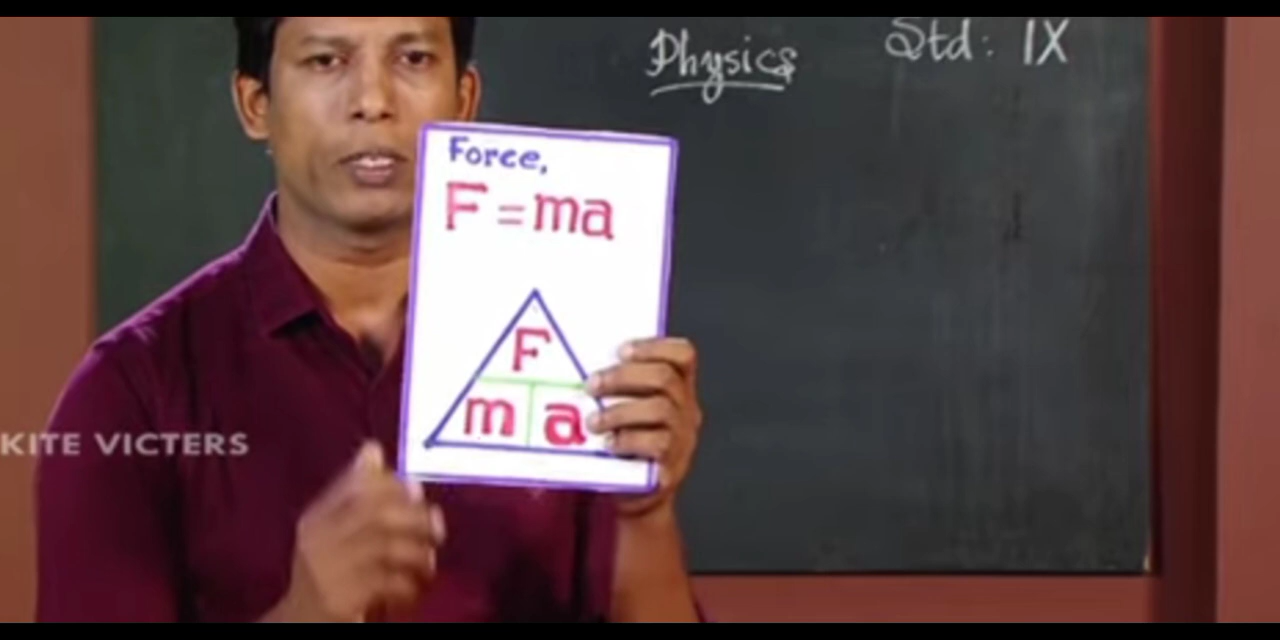 Physics
Std: IX
Force,
F = ma
F
m a
KITE VICTERS